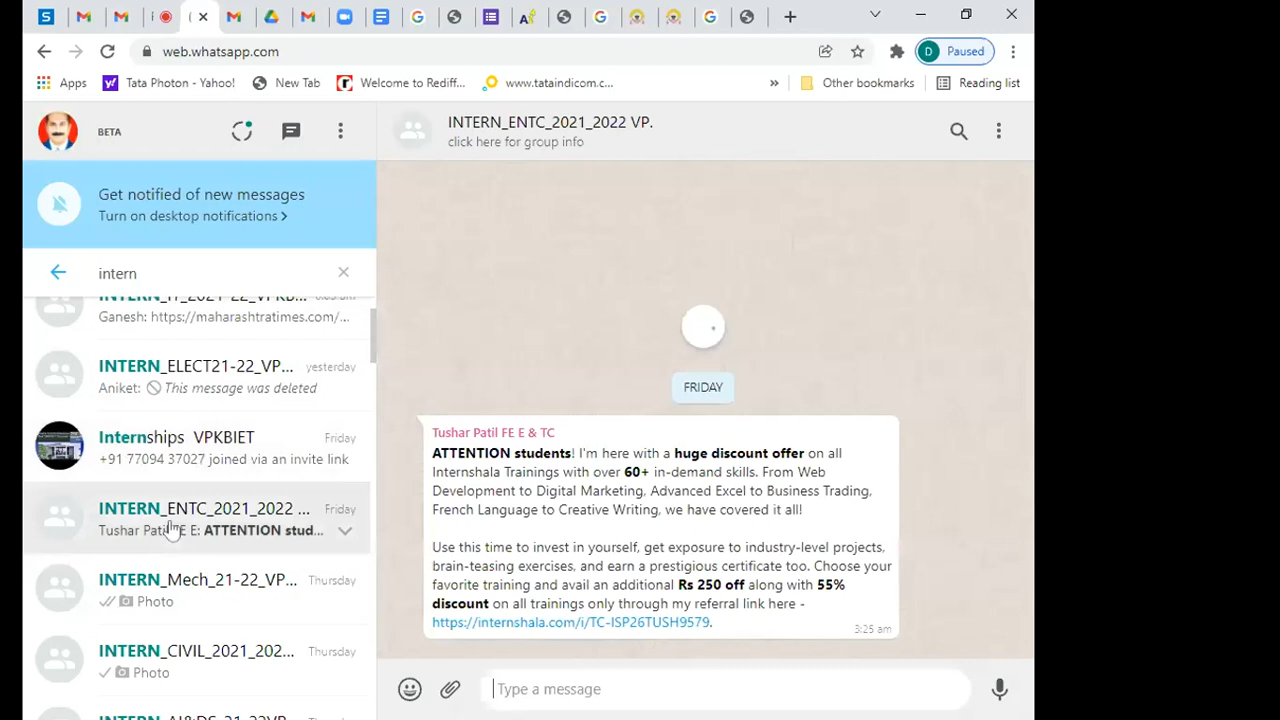 web.whatsapp.com
D Paused
Apps
Tata Photon - Yahoo!
New Tab
Welcome to Rediff...
www.tataindicom.c...
»
Other bookmarks
Reading list
BETA
Get notified of new messages
Turn on desktop notifications >
intern
Ganesh: https://maharashtratimes.com/...
INTERN_ELECT21-22_VP... yesterday
Aniket: This message was deleted
Internships VPKBIET Friday
+91 77094 37027 joined via an invite link
INTERN_ENTC_2021_2022 ... Friday
Tushar Patil FE E: ATTENTION stud...
INTERN_Mech_21-22_VP... Thursday
Photo
INTERN_CIVIL_2021_202... Thursday
Photo
INTERN_ENTC_2021_2022 VP.
click here for group info
FRIDAY
Tushar Patil FE E & TC
ATTENTION students! I'm here with a huge discount offer on all
Internshala Trainings with over 60+ in-demand skills. From Web
Development to Digital Marketing, Advanced Excel to Business Trading,
French Language to Creative Writing, we have covered it all!
Use this time to invest in yourself, get exposure to industry-level projects,
brain-teasing exercises, and earn a prestigious certificate too. Choose your
favorite training and avail an additional Rs 250 off along with 55%
discount on all trainings only through my referral link here -
https://internshala.com/i/TC-ISP26TUSH9579.
3:25 am
Type a message